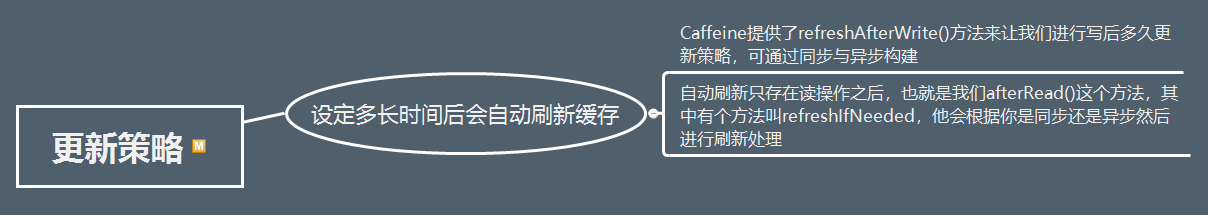 更新策略
M
设定多长时间后会自动刷新缓存
Caffeine提供了refreshAfterWrite()方法来让我们进行写后多久更
新策略，可通过同步与异步构建
自动刷新只存在读操作之后，也就是我们afterRead()这个方法，其
中有个方法叫refreshIfNeeded，他会根据你是同步还是异步然后
进行刷新处理